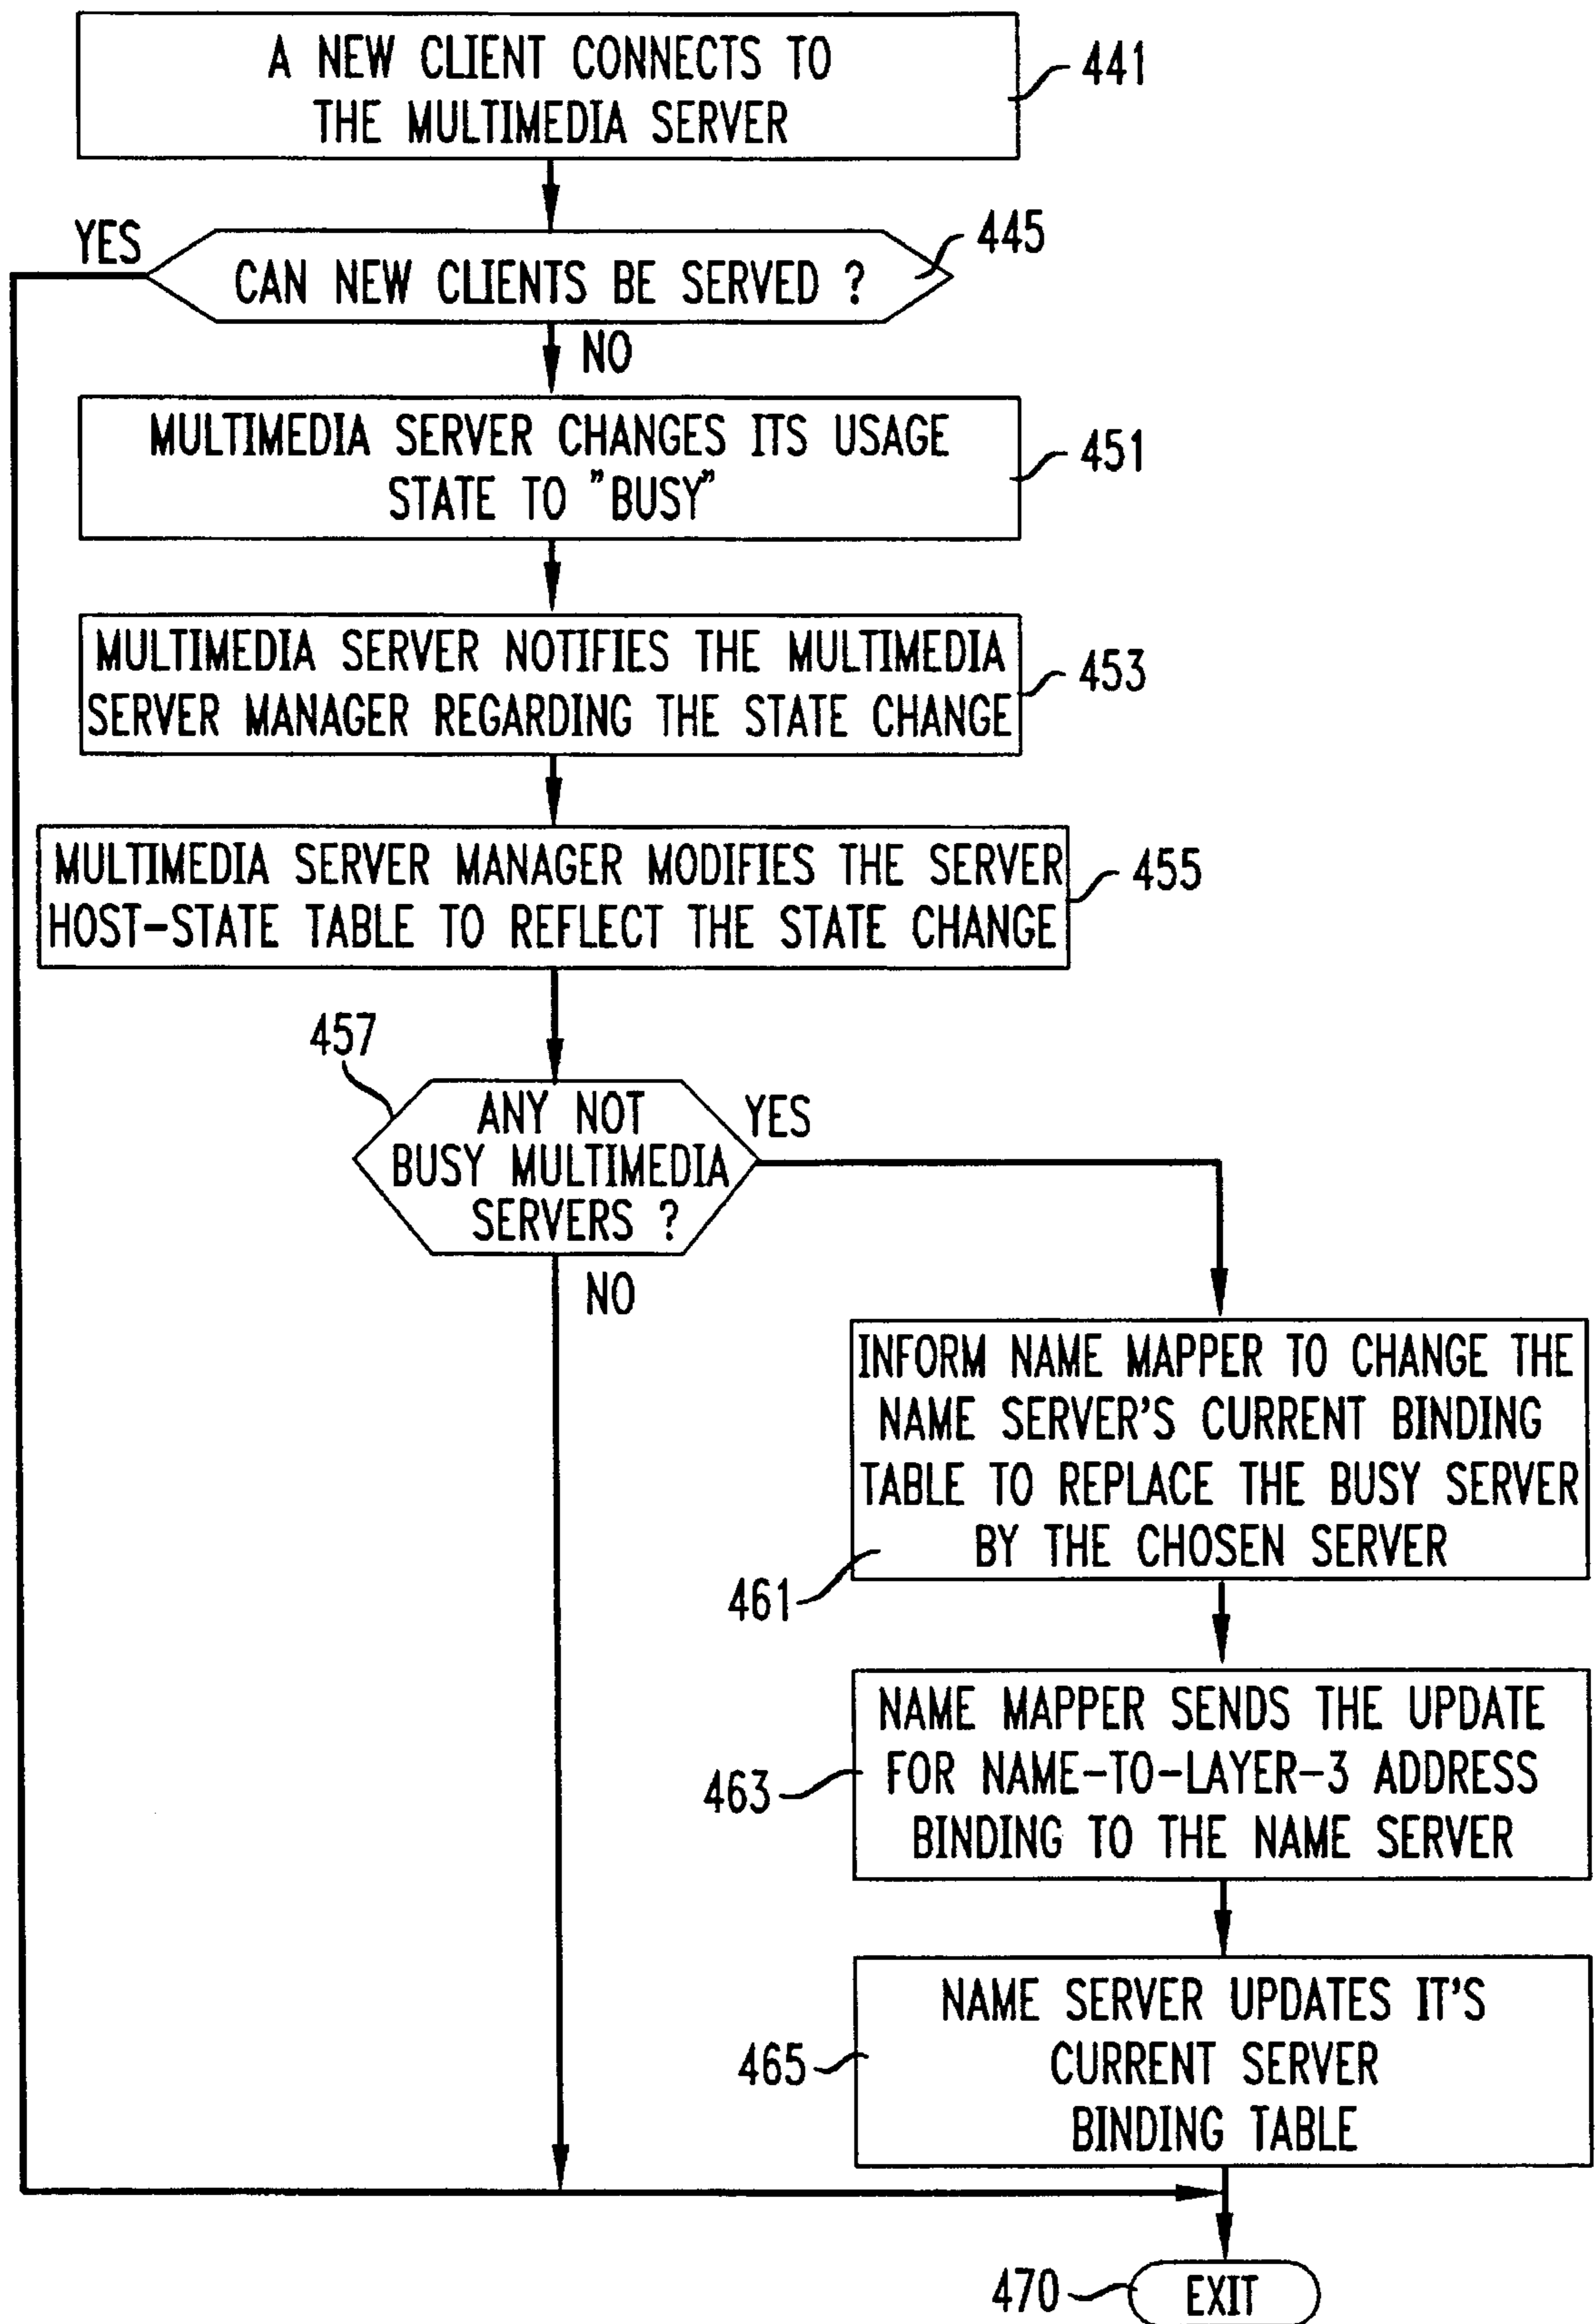 A NEW CLIENT CONNECTS TO
THE MULTIMEDIA SERVER
441
YES
445
CAN NEW CLIENTS BE SERVED ?
NO
MULTIMEDIA SERVER CHANGES ITS USAGE
STATE TO "BUSY"
451
MULTIMEDIA SERVER NOTIFIES THE MULTIMEDIA
SERVER MANAGER REGARDING THE STATE CHANGE
453
MULTIMEDIA SERVER MANAGER MODIFIES THE SERVER
HOST-STATE TABLE TO REFLECT THE STATE CHANGE
455
457
ANY NOT
BUSY MULTIMEDIA
SERVERS ?
YES
NO
INFORM NAME MAPPER TO CHANGE THE
NAME SERVER'S CURRENT BINDING
TABLE TO REPLACE THE BUSY SERVER
BY THE CHOSEN SERVER
461
NAME MAPPER SENDS THE UPDATE
FOR NAME-TO-LAYER-3 ADDRESS
BINDING TO THE NAME SERVER
463
NAME SERVER UPDATES IT'S
CURRENT SERVER
BINDING TABLE
465
470
EXIT